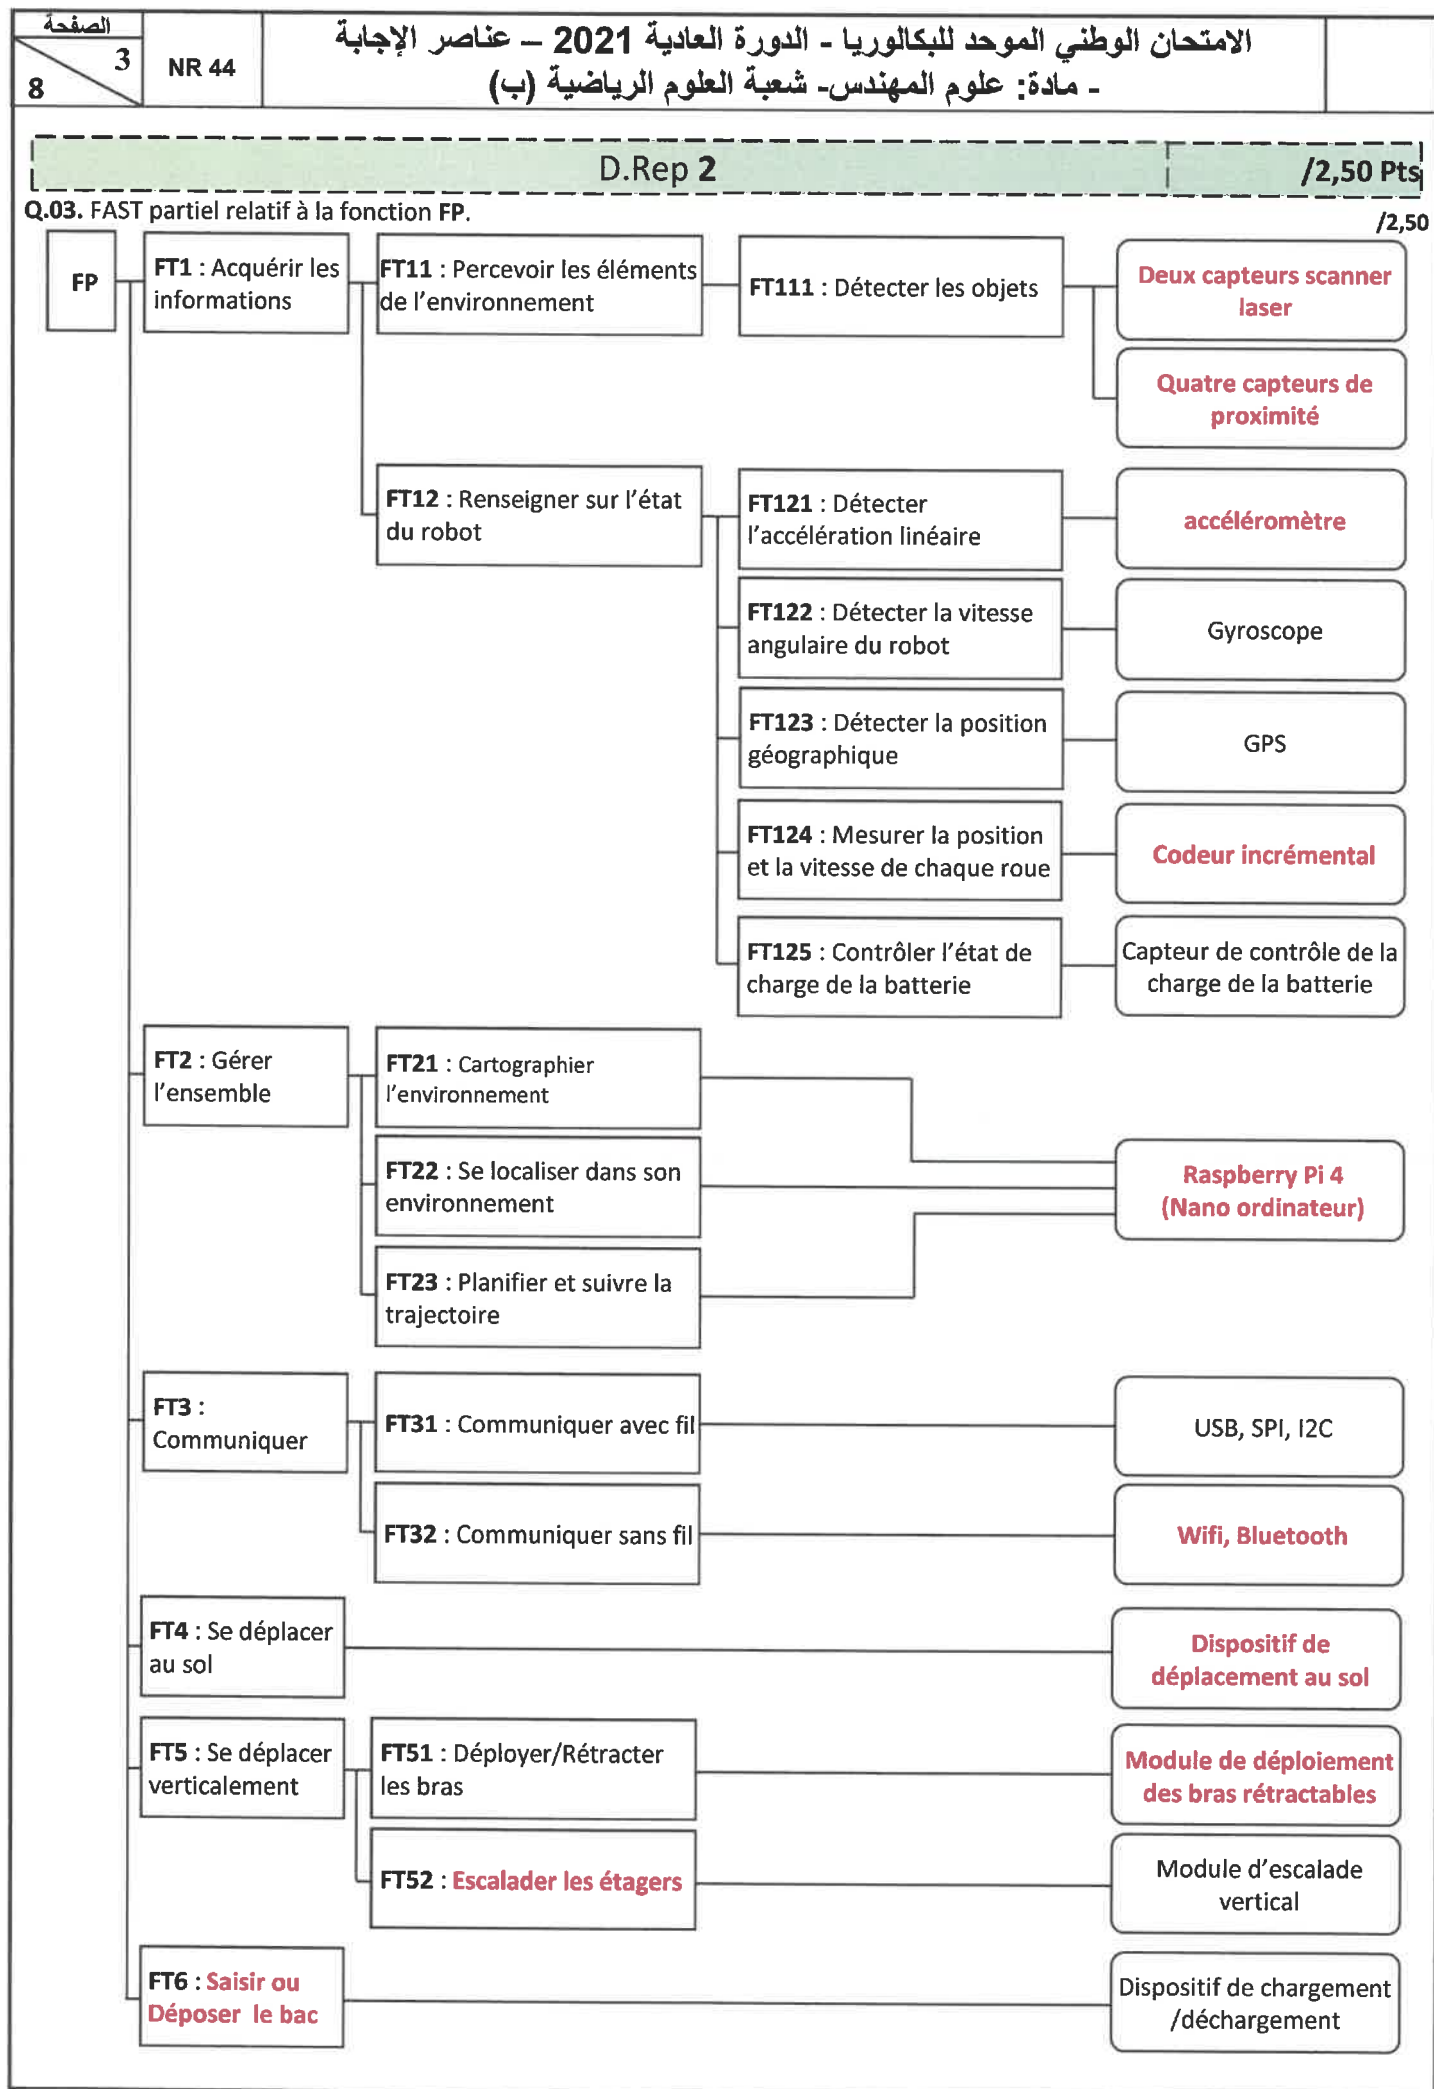 الصفحة
3
8
NR 44
الامتحان الوطني الموحد للبكالوريا - الدورة العادية 2021 – عناصر الإجابة
- مادة: علوم المهندس- شعبة العلوم الرياضية (ب)
D.Rep 2
/2,50 Pts
Q.03. FAST partiel relatif à la fonction FP.
/2,50
FP
FT1 : Acquérir les
informations
FT11 : Percevoir les éléments
de l'environnement
FT111 : Détecter les objets
Deux capteurs scanner
laser
Quatre capteurs de
proximité
FT12 : Renseigner sur l'état
du robot
FT121 : Détecter
l'accélération linéaire
accéléromètre
FT122 : Détecter la vitesse
angulaire du robot
Gyroscope
FT123 : Détecter la position
géographique
GPS
FT124 : Mesurer la position
et la vitesse de chaque roue
Codeur incrémental
FT125 : Contrôler l'état de
charge de la batterie
Capteur de contrôle de la
charge de la batterie
FT2 : Gérer
l'ensemble
FT21 : Cartographier
l'environnement
FT22 : Se localiser dans son
environnement
FT23 : Planifier et suivre la
trajectoire
Raspberry Pi 4
(Nano ordinateur)
FT3 :
Communiquer
FT31 : Communiquer avec fil
USB, SPI, I2C
FT32 : Communiquer sans fil
Wifi, Bluetooth
FT4 : Se déplacer
au sol
Dispositif de
déplacement au sol
FT5 : Se déplacer
verticalement
FT51 : Déployer/Rétracter
les bras
Module de déploiement
des bras rétractables
FT52 : Escalader les étagers
Module d'escalade
vertical
FT6 : Saisir ou
Déposer le bac
Dispositif de chargement
/déchargement